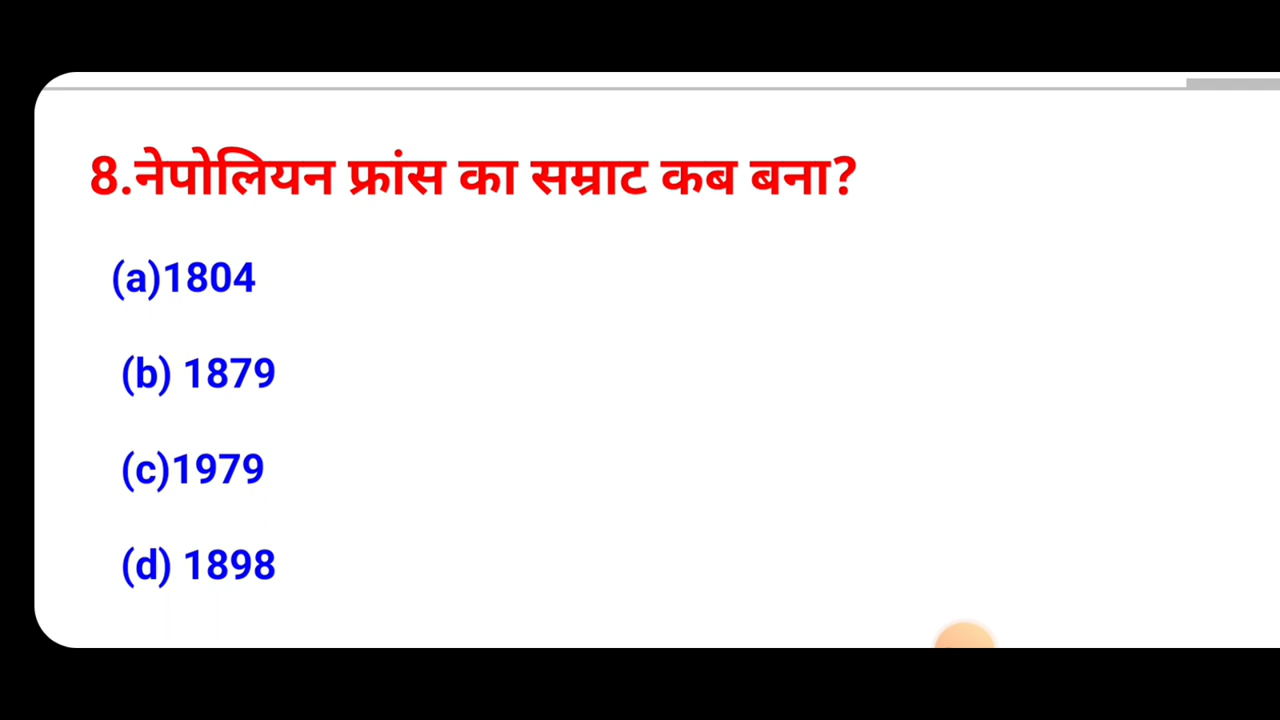 8.नेपोलियन फ्रांस का सम्राट कब बना?
(a)1804
(b) 1879
(c)1979
(d) 1898